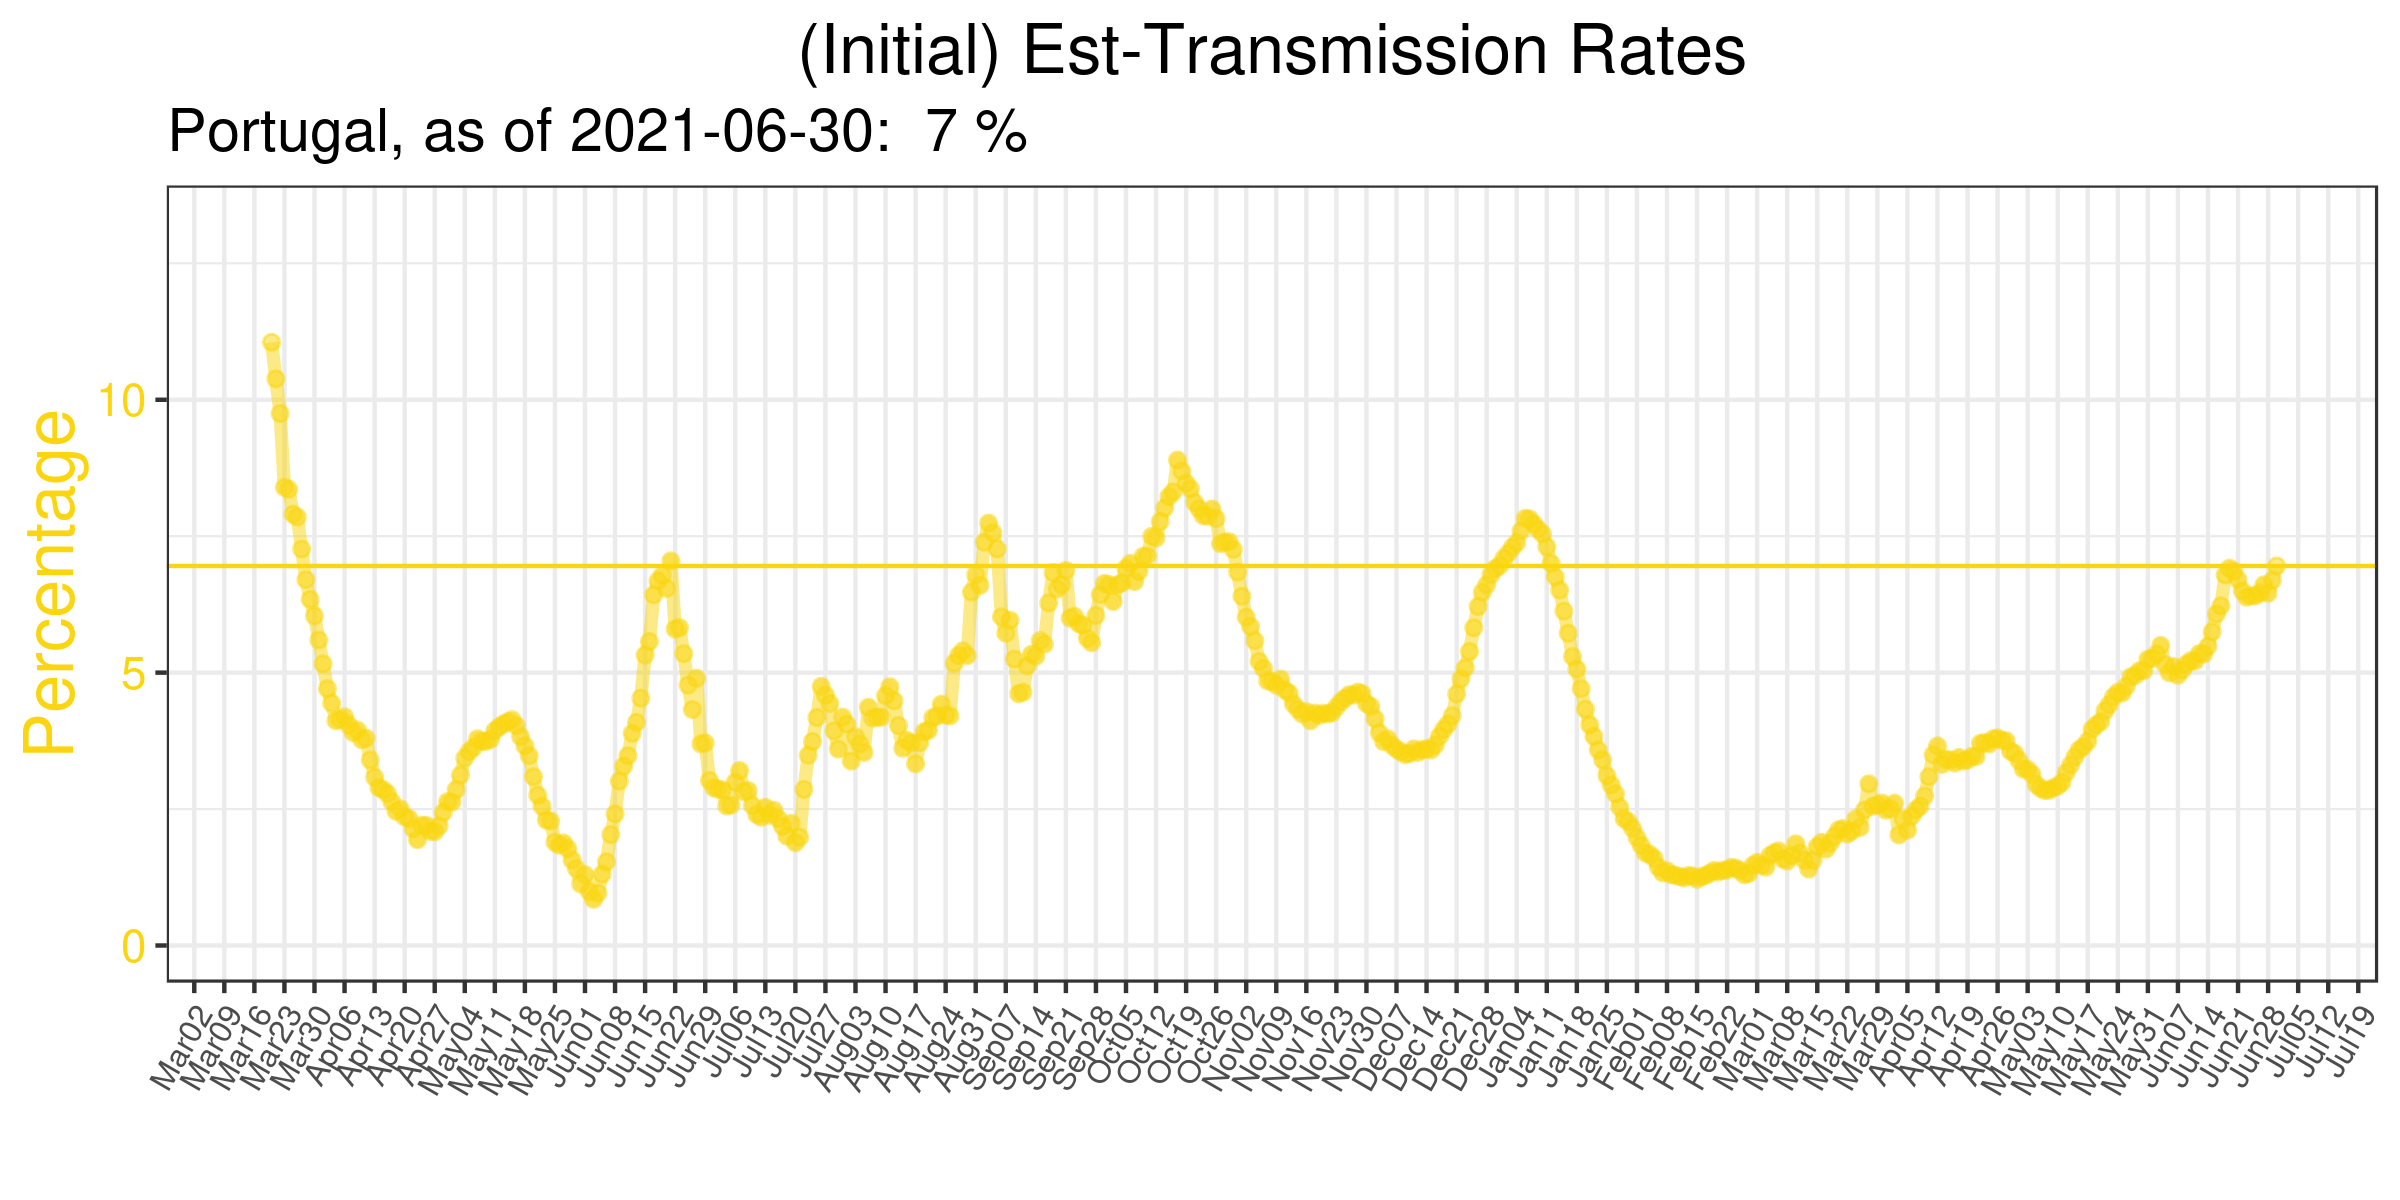 (Initial) Est-Transmission Rates
Portugal, as of 2021-06-30:  7 %
Percentage
10
5
0
Mar02
Mar09
Mar16
Mar23
Mar30
Apr06
Apr13
Apr20
Apr27
May04
May11
May18
May25
Jun01
Jun08
Jun15
Jun22
Jun29
Jul06
Jul13
Jul20
Jul27
Aug03
Aug10
Aug17
Aug24
Aug31
Sep07
Sep14
Sep21
Sep28
Oct05
Oct12
Oct19
Oct26
Nov02
Nov09
Nov16
Nov23
Nov30
Dec07
Dec14
Dec21
Dec28
Jan04
Jan11
Jan18
Jan25
Feb01
Feb08
Feb15
Feb22
Mar01
Mar08
Mar15
Mar22
Mar29
Apr05
Apr12
Apr19
Apr26
May03
May10
May17
May24
May31
Jun07
Jun14
Jun21
Jun28
Jul05
Jul12
Jul19